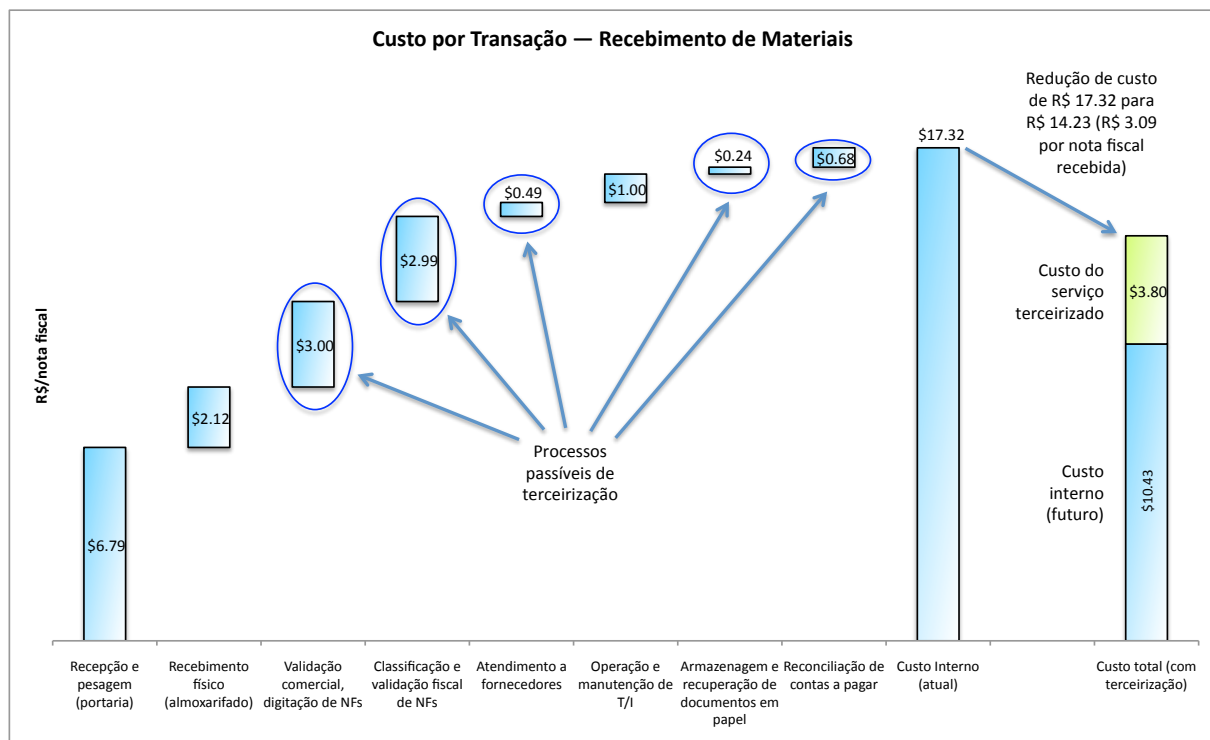 Custo por Transação — Recebimento de Materiais
Redução de custo
de R$ 17.32 para
R$ 14.23 (R$ 3.09
por nota fiscal
recebida)
R$/nota fiscal
$6.79
$2.12
$3.00
$2.99
$0.49
$1.00
$0.24
$0.68
$17.32
$3.80
$10.43
Custo do
serviço
terceirizado
Custo
interno
(futuro)
Processos
passíveis de
terceirização
Recepção e
pesagem
(portaria)
Recebimento
físico
(almoxarifado)
Validação
comercial,
digitação de NFs
Classificação e
validação fiscal
de NFs
Atendimento a
fornecedores
Operação e
manutenção de
T/I
Armazenagem e
recuperação de
documentos em
papel
Reconciliação de
contas a pagar
Custo Interno
(atual)
Custo total (com
terceirização)